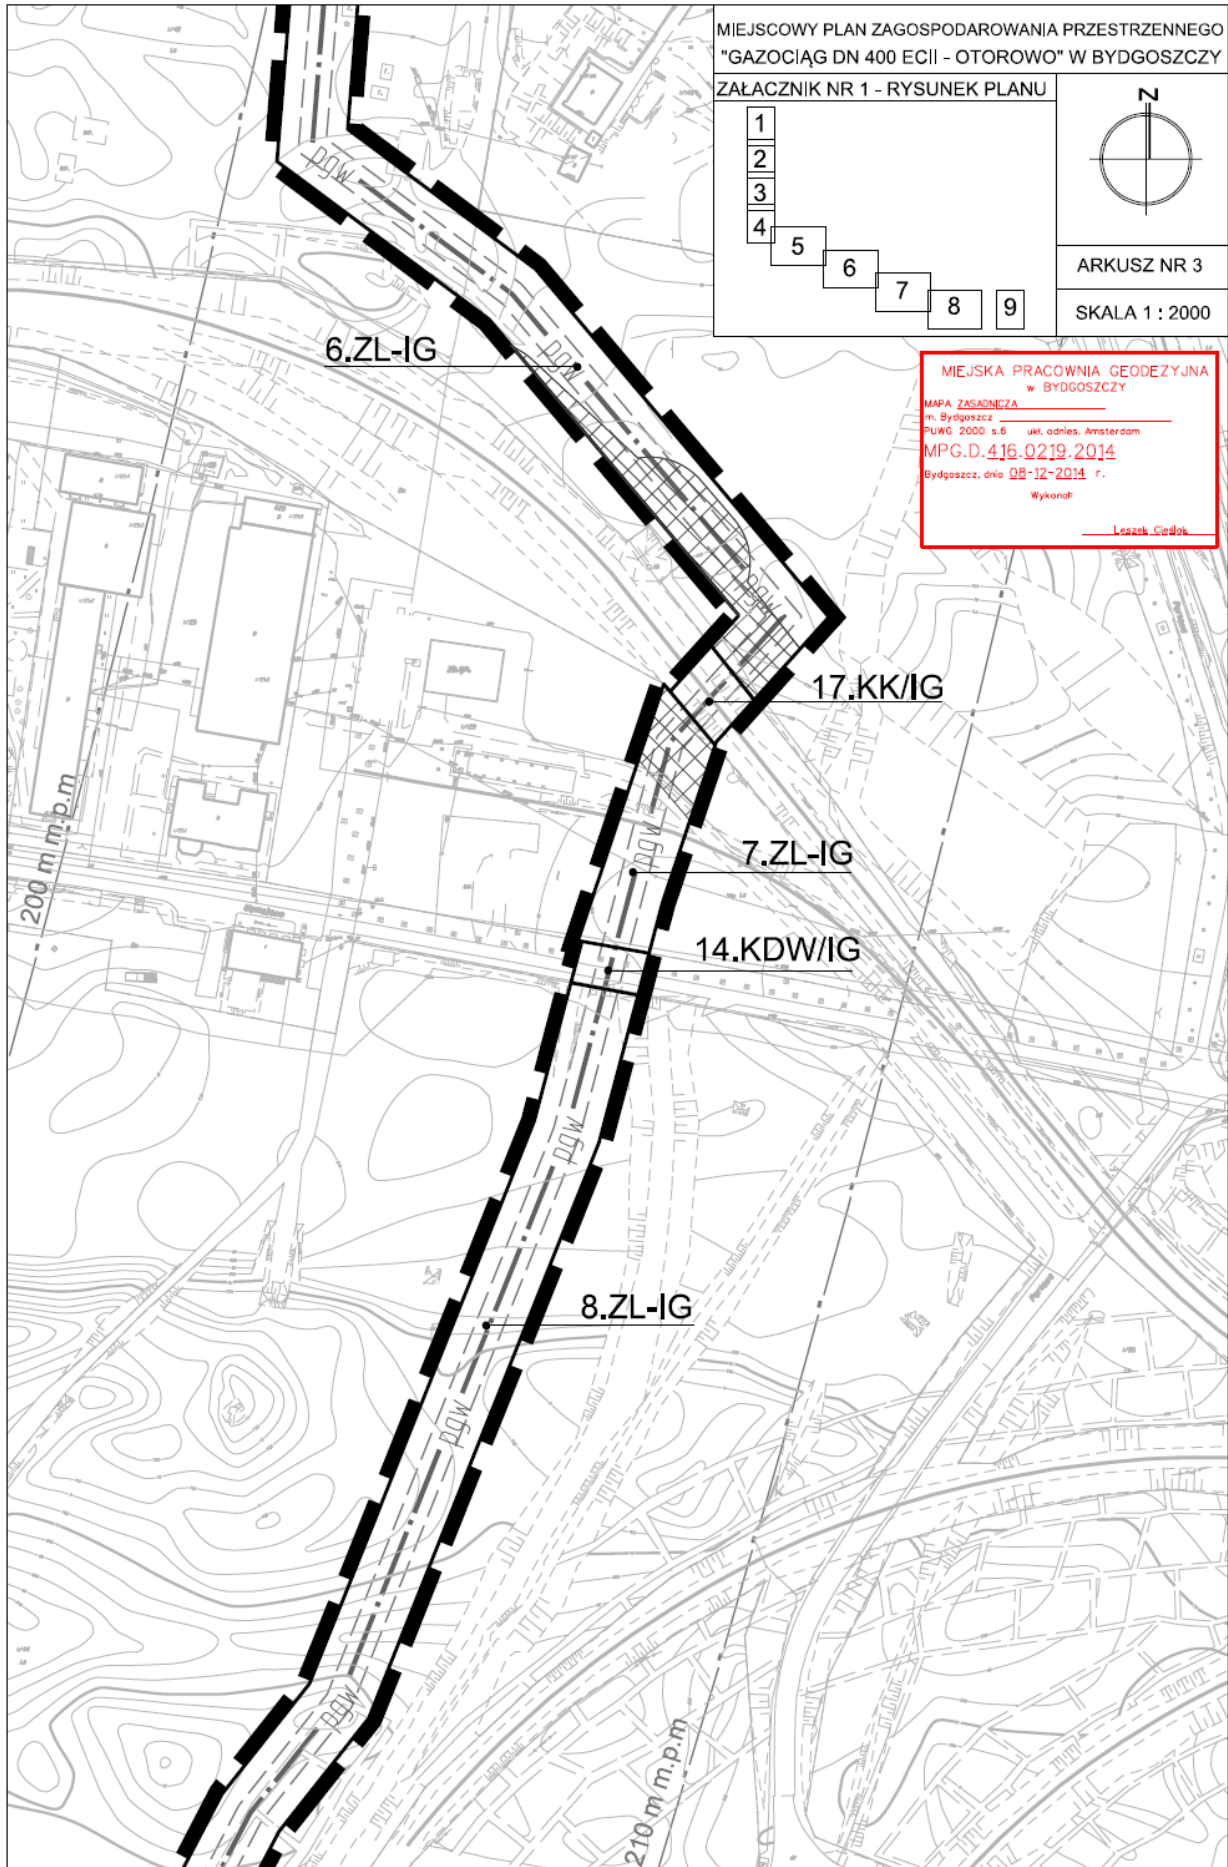 MIEJSCOWY PLAN ZAGOSPODAROWANIA PRZESTRZENNEGO
"GAZOCIĄG DN 400 ECII - OTOROWO" W BYDGOSZCZY
ZAŁACZNIK NR 1 - RYSUNEK PLANU
1
2
3
4
5
6
7
8
9
N
ARKUSZ NR 3
SKALA 1 : 2000
MIEJSKA PRACOWNIA GEODEZYJNA
w BYDGOSZCZY
MAPA ZASADNICZA
m. Bydgoszcz
PUWG 2000 s.6 ukł. odnies. Amsterdam
MPG.D.416.0219.2014
Bydgoszcz, dnia 08-12-2014 r.
Wykonał:
Leszek Cieślok
pgw
6.ZL-IG
pgw
pgw
17.KK/IG
pgw
7.ZL-IG
14.KDW/IG
200 m m.p.m
pgw
8.ZL-IG
pgw
pgw
210 m m.p.m